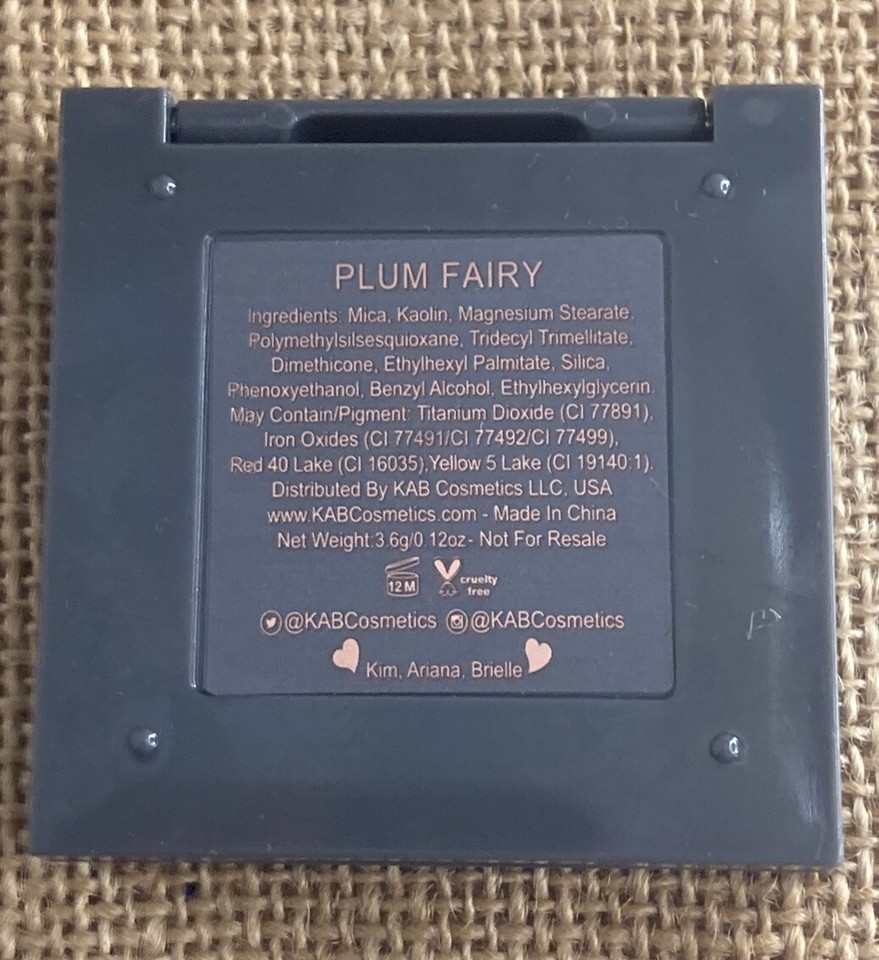 PLUM FAIRY
Ingredients: Mica, Kaolin, Magnesium Stearate,
Polymethylsilsesquioxane, Tridecyl Trimellitate,
Dimethicone, Ethylhexyl Palmitate, Silica,
Phenoxyethanol, Benzyl Alcohol, Ethylhexylglycerin.
May Contain/Pigment: Titanium Dioxide (CI 77891),
Iron Oxides (CI 77491/CI 77492/CI 77499),
Red 40 Lake (CI 16035),Yellow 5 Lake (CI 19140:1).
Distributed By KAB Cosmetics LLC, USA
www.KABCosmetics.com - Made In China
Net Weight:3.6g/0.12oz- Not For Resale
12 M cruelty
free
@KABCosmetics @KABCosmetics
Kim, Ariana, Brielle